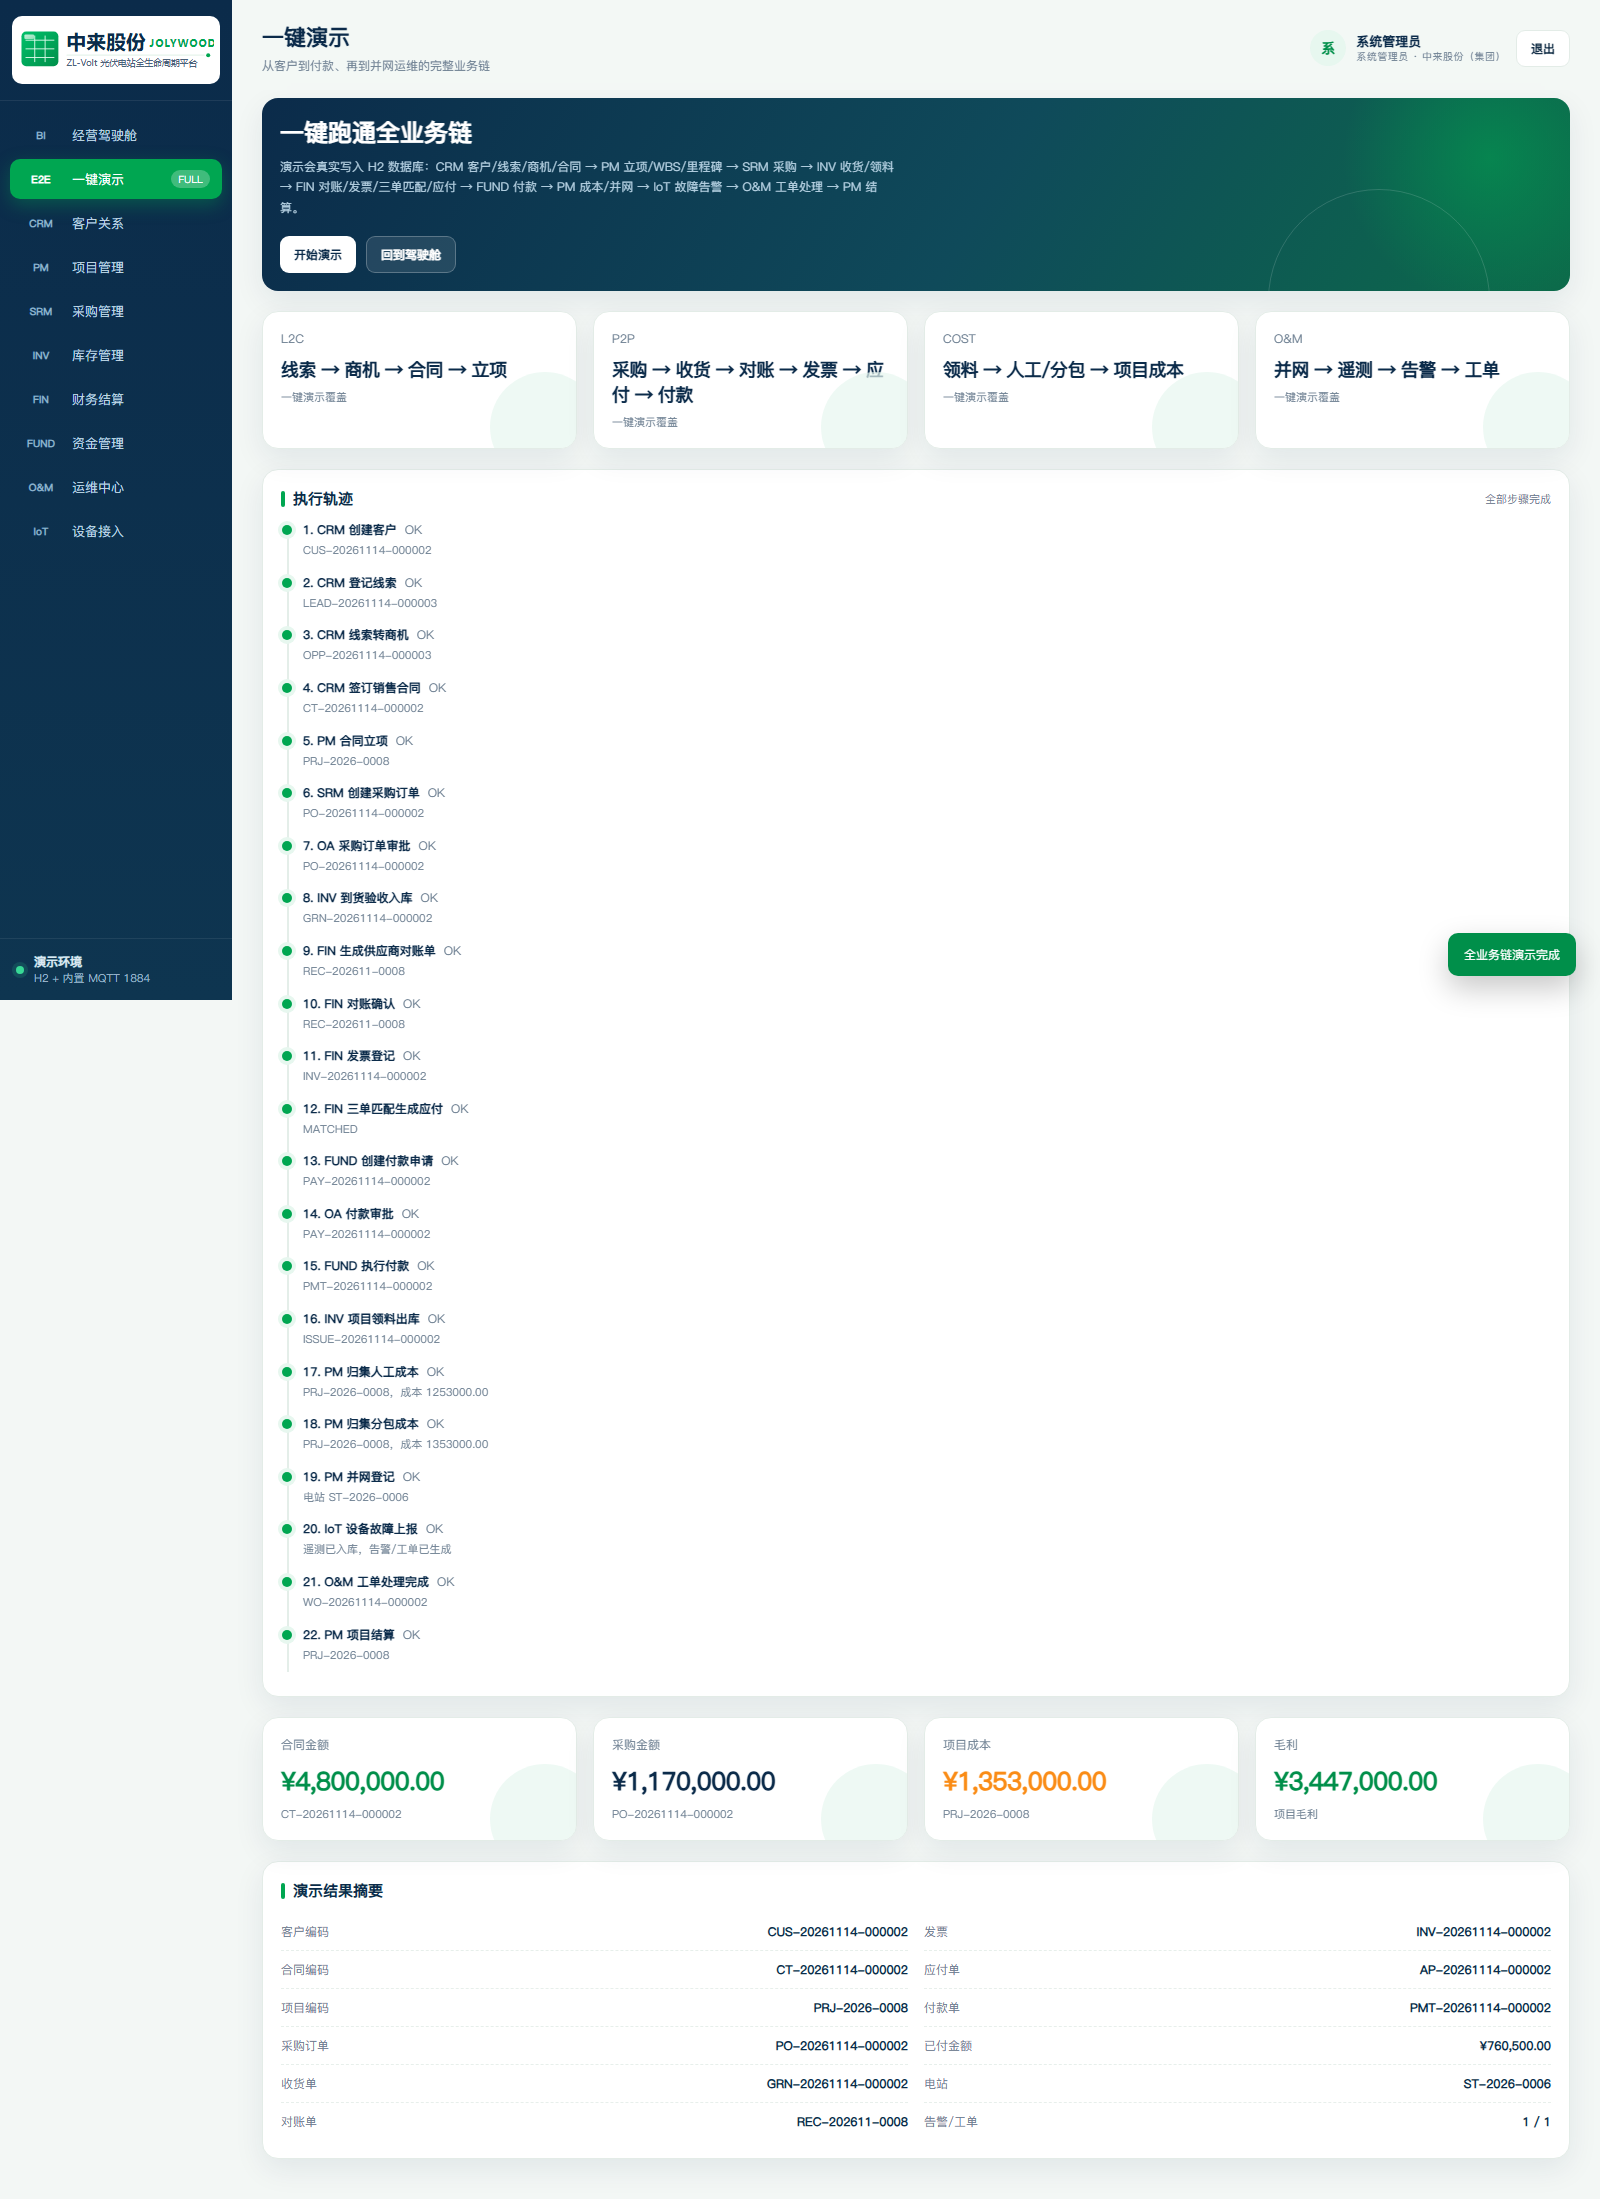 中来股份 JOLYWOOD
ZL-Volt 光伏电站全生命周期平台
BI 经营驾驶舱
E2E 一键演示 FULL
CRM 客户关系
PM 项目管理
SRM 采购管理
INV 库存管理
FIN 财务结算
FUND 资金管理
O&M 运维中心
IoT 设备接入
演示环境
H2 + 内置 MQTT 1884
一键演示
从客户到付款、再到并网运维的完整业务链
系 系统管理员
系统管理员 · 中来股份（集团）
退出
一键跑通全业务链
演示会真实写入 H2 数据库：CRM 客户/线索/商机/合同 → PM 立项/WBS/里程碑 → SRM 采购 → INV 收货/领料
→ FIN 对账/发票/三单匹配/应付 → FUND 付款 → PM 成本/并网 → IoT 故障告警 → O&M 工单处理 → PM 结
算。
开始演示 回到驾驶舱
L2C
线索 → 商机 → 合同 → 立项
一键演示覆盖
P2P
采购 → 收货 → 对账 → 发票 → 应
付 → 付款
一键演示覆盖
COST
领料 → 人工/分包 → 项目成本
一键演示覆盖
O&M
并网 → 遥测 → 告警 → 工单
一键演示覆盖
执行轨迹 全部步骤完成
1. CRM 创建客户 OK
CUS-20261114-000002
2. CRM 登记线索 OK
LEAD-20261114-000003
3. CRM 线索转商机 OK
OPP-20261114-000003
4. CRM 签订销售合同 OK
CT-20261114-000002
5. PM 合同立项 OK
PRJ-2026-0008
6. SRM 创建采购订单 OK
PO-20261114-000002
7. OA 采购订单审批 OK
PO-20261114-000002
8. INV 到货验收入库 OK
GRN-20261114-000002
9. FIN 生成供应商对账单 OK
REC-202611-0008
10. FIN 对账确认 OK
REC-202611-0008
11. FIN 发票登记 OK
INV-20261114-000002
12. FIN 三单匹配生成应付 OK
MATCHED
13. FUND 创建付款申请 OK
PAY-20261114-000002
14. OA 付款审批 OK
PAY-20261114-000002
15. FUND 执行付款 OK
PMT-20261114-000002
16. INV 项目领料出库 OK
ISSUE-20261114-000002
17. PM 归集人工成本 OK
PRJ-2026-0008，成本 1253000.00
18. PM 归集分包成本 OK
PRJ-2026-0008，成本 1353000.00
19. PM 并网登记 OK
电站 ST-2026-0006
20. IoT 设备故障上报 OK
遥测已入库，告警/工单已生成
21. O&M 工单处理完成 OK
WO-20261114-000002
22. PM 项目结算 OK
PRJ-2026-0008
全业务链演示完成
合同金额
¥4,800,000.00
CT-20261114-000002
采购金额
¥1,170,000.00
PO-20261114-000002
项目成本
¥1,353,000.00
PRJ-2026-0008
毛利
¥3,447,000.00
项目毛利
演示结果摘要
客户编码 CUS-20261114-000002 发票 INV-20261114-000002
合同编码 CT-20261114-000002 应付单 AP-20261114-000002
项目编码 PRJ-2026-0008 付款单 PMT-20261114-000002
采购订单 PO-20261114-000002 已付金额 ¥760,500.00
收货单 GRN-20261114-000002 电站 ST-2026-0006
对账单 REC-202611-0008 告警/工单 1 / 1